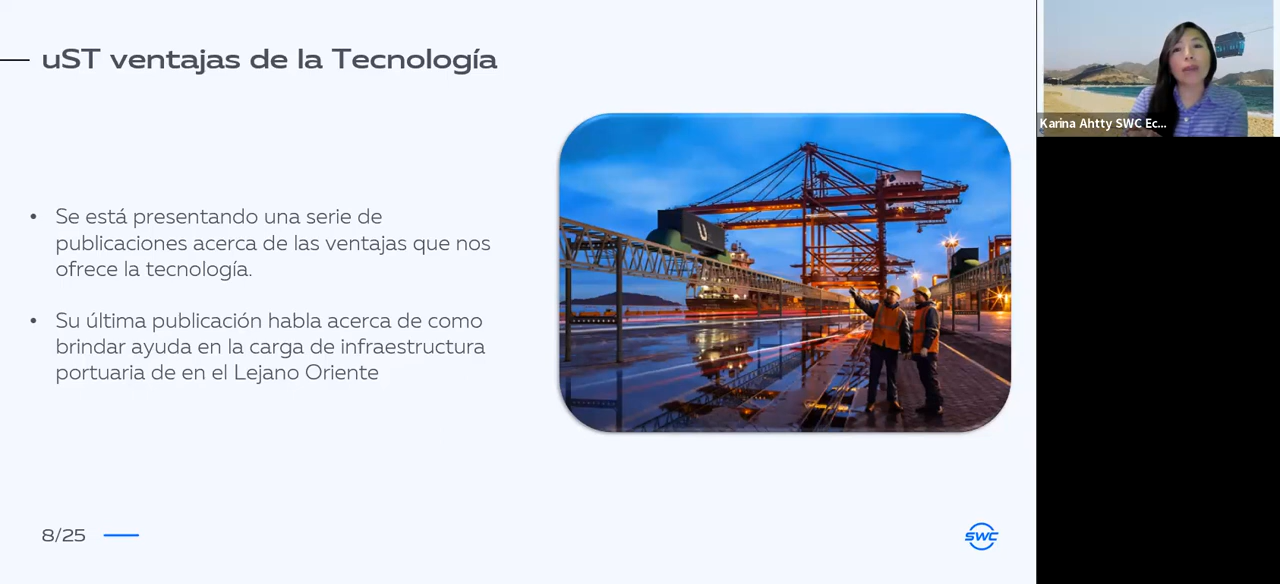 uST ventajas de la Tecnología
• Se está presentando una serie de
publicaciones acerca de las ventajas que nos
ofrece la tecnología.
• Su última publicación habla acerca de como
brindar ayuda en la carga de infraestructura
portuaria de en el Lejano Oriente
8/25
SWC
U
Karina Ahtty SWC Ec...